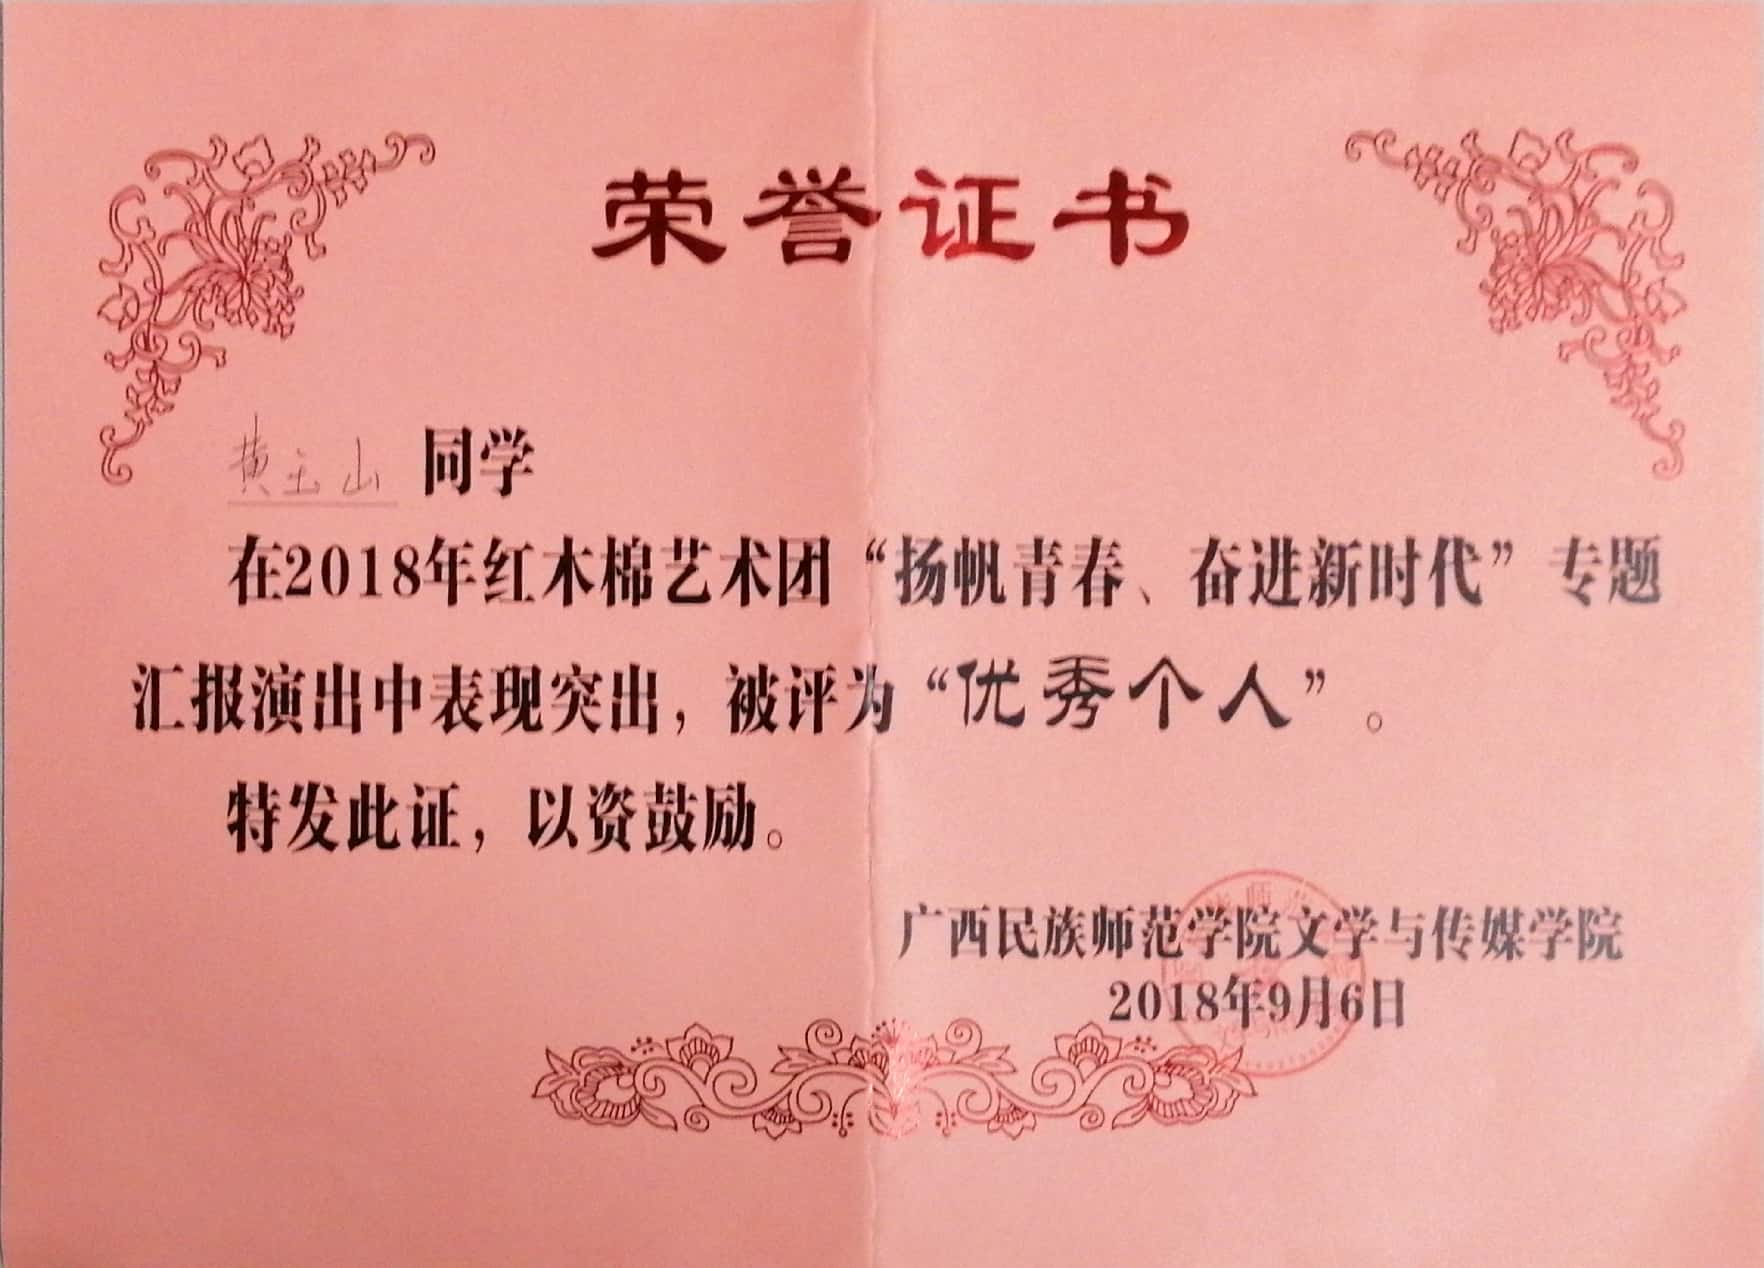 荣誉证书
黄玉山 同学
在2018年红木棉艺术团“扬帆青春、奋进新时代”专题
汇报演出中表现突出，被评为“优秀个人”。
特发此证，以资鼓励。
广西民族师范学院文学与传媒学院
2018年9月6日